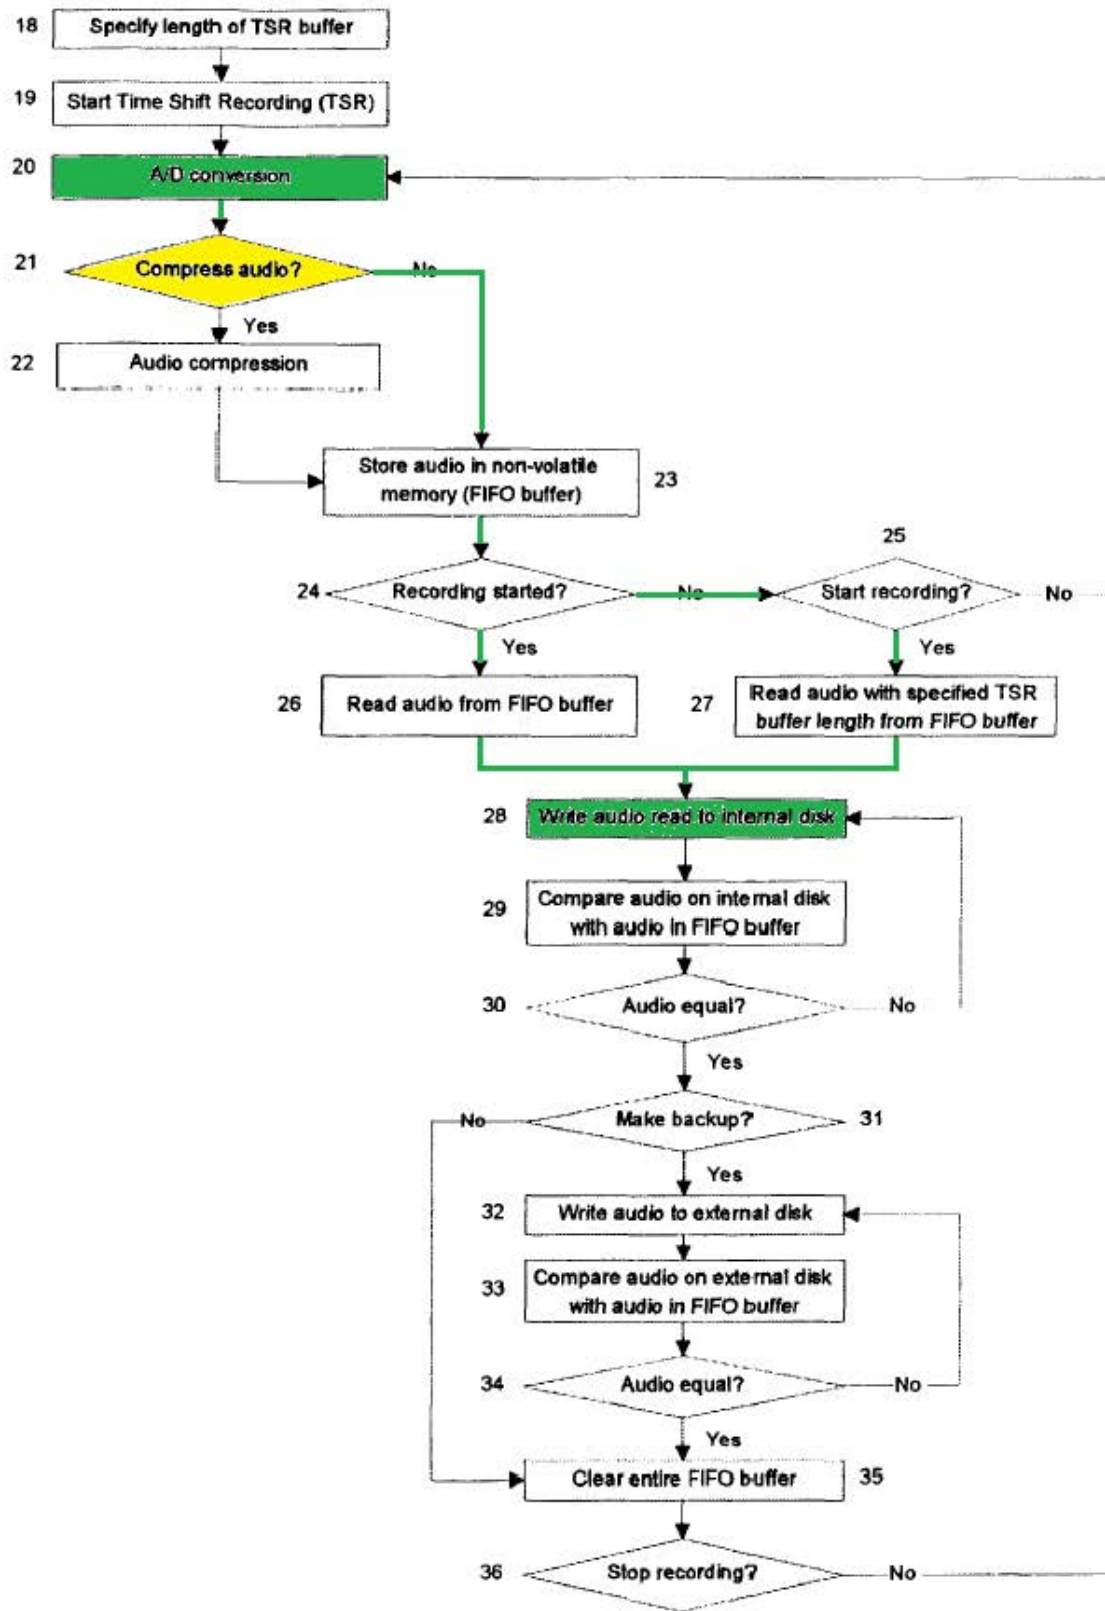 18 Specify length of TSR buffer
19 Start Time Shift Recording (TSR)
20 A/D conversion
21 Compress audio? No
Yes
22 Audio compression
Store audio in non-volatile
memory (FIFO buffer)
23
25
24 Recording started? No Start recording? No
Yes Yes
26 Read audio from FIFO buffer
27 Read audio with specified TSR
buffer length from FIFO buffer
28 Write audio read to internal disk
29 Compare audio on internal disk
with audio in FIFO buffer
30 Audio equal? No
Yes
No Make backup? 31
Yes
32 Write audio to external disk
33 Compare audio on external disk
with audio in FIFO buffer
34 Audio equal? No
Yes
Clear entire FIFO buffer 35
36 Stop recording? No